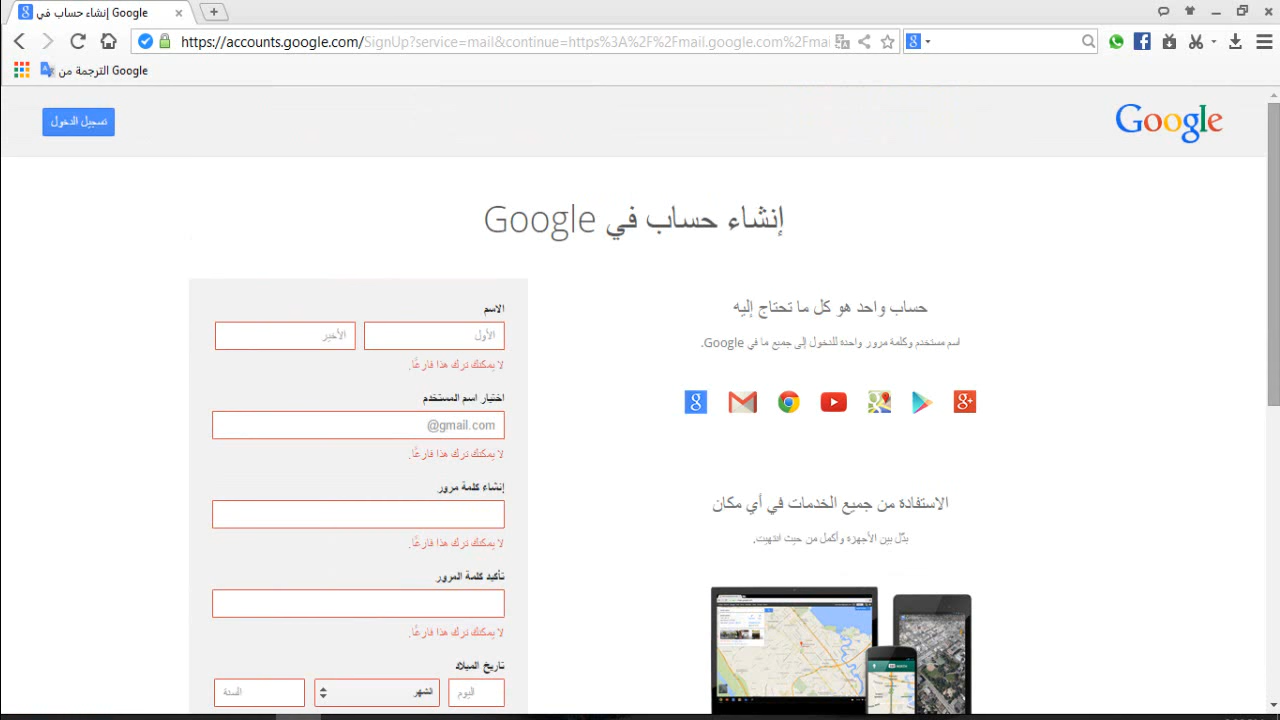 إنشاء حساب في Google
https://accounts.google.com/SignUp?service=mail&continue=https%3A%2F%2Fmail.google.com%2Fmai
الترجمة من Google
تسجيل الدخول
Google
إنشاء حساب في Google
حساب واحد هو كل ما تحتاج إليه
اسم مستخدم وكلمة مرور واحدة للدخول إلى جميع ما في Google.
الاستفادة من جميع الخدمات في أي مكان
بدّل بين الأجهزة وأكمل من حيث انتهيت.
الاسم
الأول
الأخير
لا يمكنك ترك هذا فارغًا.
اختيار اسم المستخدم
@gmail.com
لا يمكنك ترك هذا فارغًا.
إنشاء كلمة مرور
لا يمكنك ترك هذا فارغًا.
تأكيد كلمة المرور
لا يمكنك ترك هذا فارغًا.
تاريخ الميلاد
اليوم
الشهر
السنة